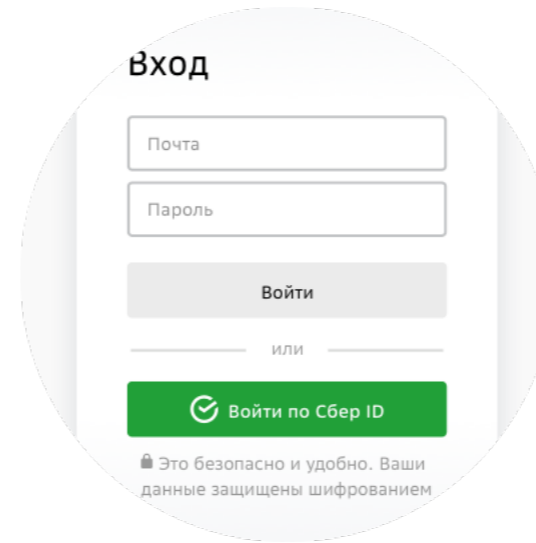 Вход
Почта
Пароль
Войти
или
Войти по Сбер ID
Это безопасно и удобно. Ваши
данные защищены шифрованием